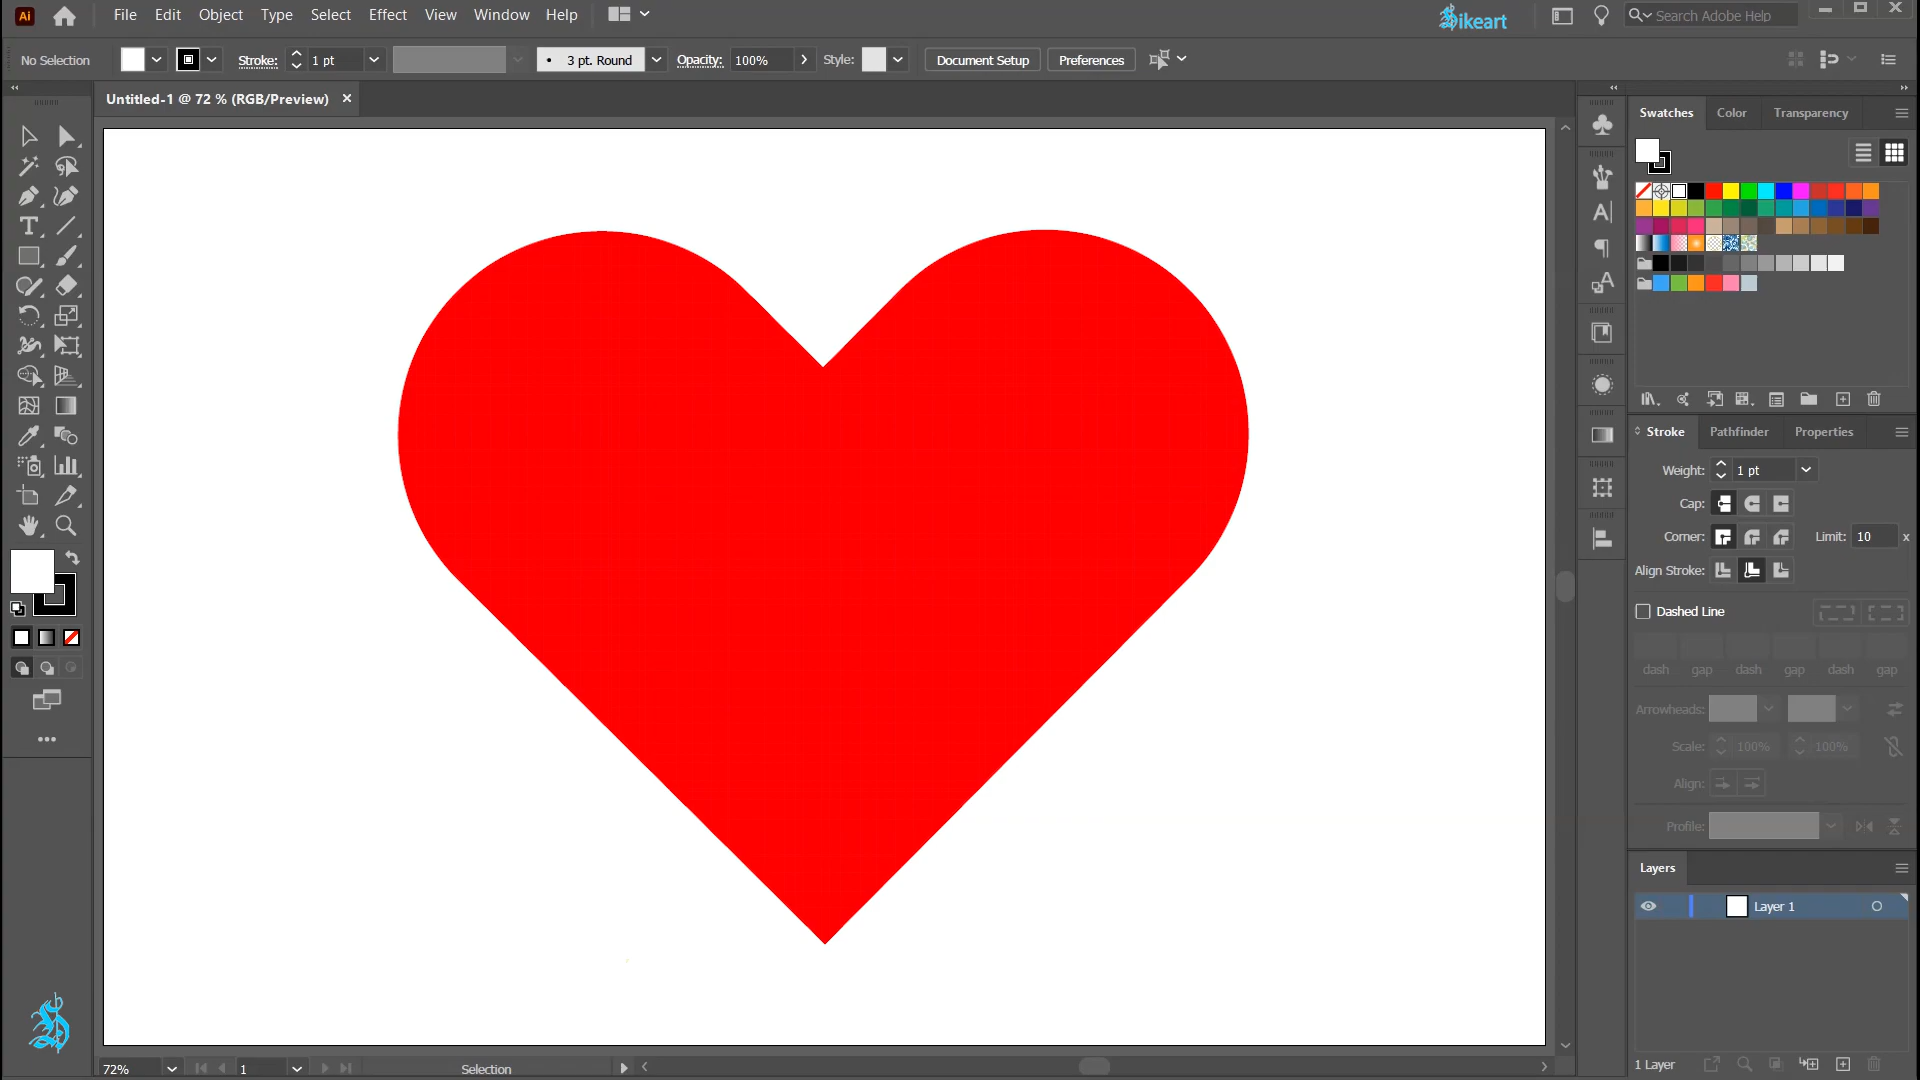 Ai File Edit Object Type Select Effect View Window Help ikeart Search Adobe Help
No Selection Stroke: 1 pt 3 pt. Round Opacity: 100% Style: Document Setup Preferences
Untitled-1 @ 72 % (RGB/Preview) ×
Swatches Color Transparency
Stroke Pathfinder Properties
Weight: 1 pt
Cap:
Corner: Limit: 10 x
Align Stroke:
Dashed Line
dash gap dash gap dash gap
Arrowheads:
Scale: 100% 100%
Align:
Profile:
Layers
Layer 1
1 Layer
72% 1 Selection